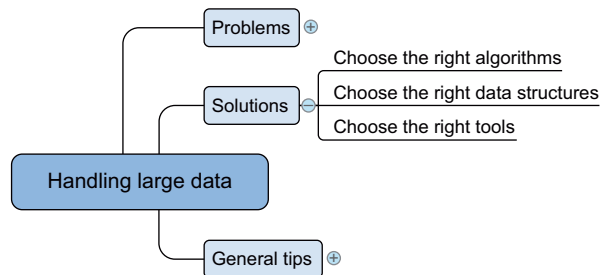 Problems
Choose the right algorithms
Solutions
Choose the right data structures
Choose the right tools
Handling large data
General tips